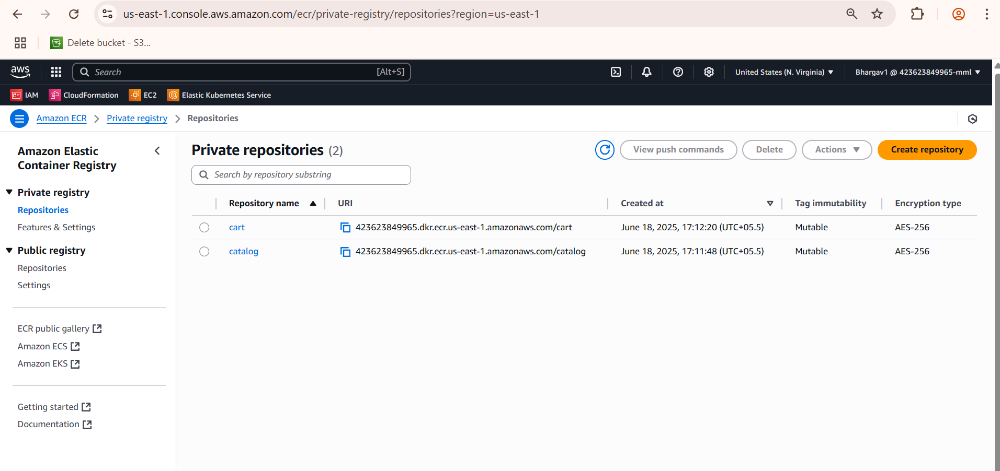 us-east-1.console.aws.amazon.com/ecr/private-registry/repositories?region=us-east-1
Delete bucket - S3...
aws
Search [Alt+S]
United States (N. Virginia)
Bhargav1 @ 423623849965-mml
IAM
CloudFormation
EC2
Elastic Kubernetes Service
Amazon ECR
Private registry
Repositories
Amazon Elastic
Container Registry
Private registry
Repositories
Features & Settings
Public registry
Repositories
Settings
ECR public gallery
Amazon ECS
Amazon EKS
Getting started
Documentation
Private repositories (2)
View push commands
Delete
Actions
Create repository
Search by repository substring
Repository name URI Created at Tag immutability Encryption type
cart 423623849965.dkr.ecr.us-east-1.amazonaws.com/cart June 18, 2025, 17:12:20 (UTC+05.5) Mutable AES-256
catalog 423623849965.dkr.ecr.us-east-1.amazonaws.com/catalog June 18, 2025, 17:11:48 (UTC+05.5) Mutable AES-256